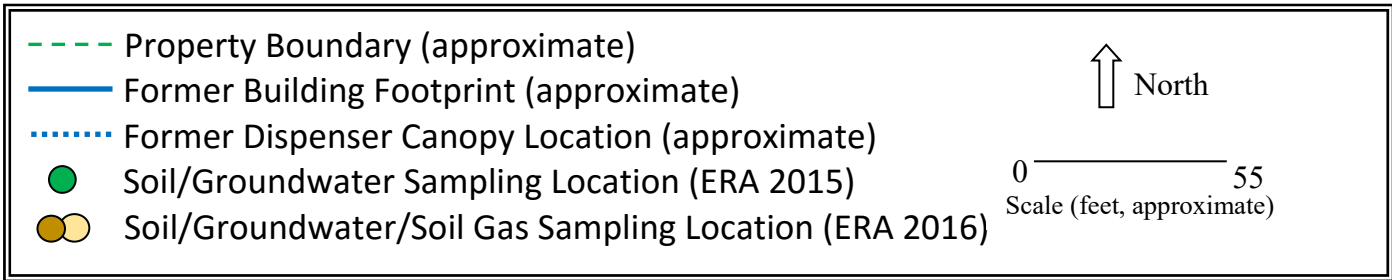 Property Boundary (approximate)
Former Building Footprint (approximate)
Former Dispenser Canopy Location (approximate)
Soil/Groundwater Sampling Location (ERA 2015)
Soil/Groundwater/Soil Gas Sampling Location (ERA 2016)
North
0 55
Scale (feet, approximate)